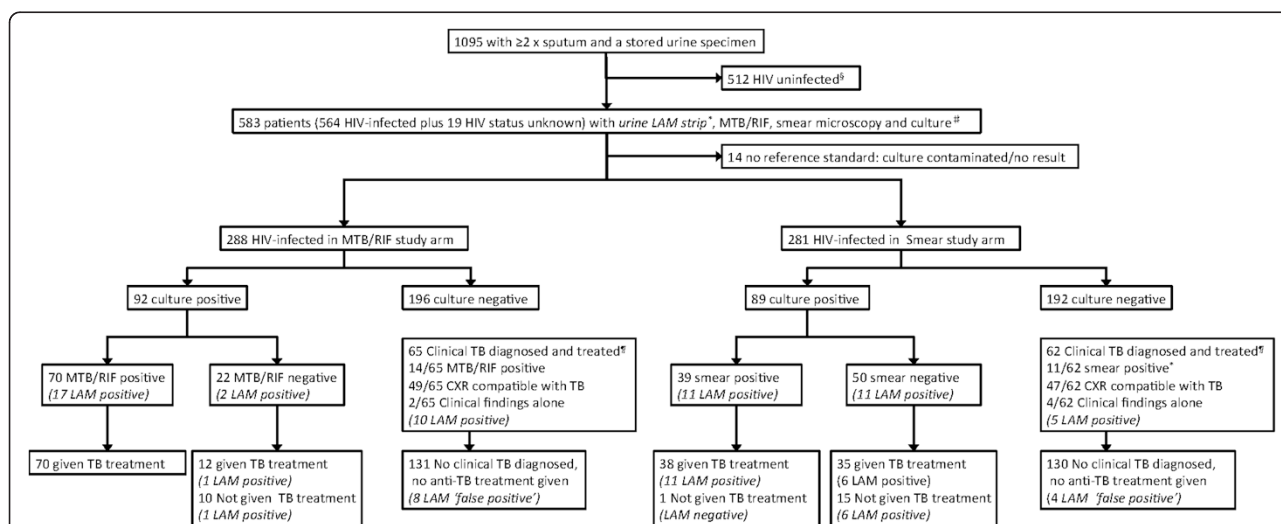 1095 with ≥2 x sputum and a stored urine specimen
512 HIV uninfected§
583 patients (564 HIV-infected plus 19 HIV status unknown) with urine LAM strip*, MTB/RIF, smear microscopy and culture#
14 no reference standard: culture contaminated/no result
288 HIV-infected in MTB/RIF study arm
281 HIV-infected in Smear study arm
92 culture positive
196 culture negative
89 culture positive
192 culture negative
70 MTB/RIF positive
(17 LAM positive)
22 MTB/RIF negative
(2 LAM positive)
65 Clinical TB diagnosed and treated¶
14/65 MTB/RIF positive
49/65 CXR compatible with TB
2/65 Clinical findings alone
(10 LAM positive)
39 smear positive
(11 LAM positive)
50 smear negative
(11 LAM positive)
62 Clinical TB diagnosed and treated¶
11/62 smear positive*
47/62 CXR compatible with TB
4/62 Clinical findings alone
(5 LAM positive)
70 given TB treatment
12 given TB treatment
(1 LAM positive)
10 Not given TB treatment
(1 LAM positive)
131 No clinical TB diagnosed,
no anti-TB treatment given
(8 LAM 'false positive')
38 given TB treatment
(11 LAM positive)
1 Not given TB treatment
(LAM negative)
35 given TB treatment
(6 LAM positive)
15 Not given TB treatment
(6 LAM positive)
130 No clinical TB diagnosed,
no anti-TB treatment given
(4 LAM 'false positive')